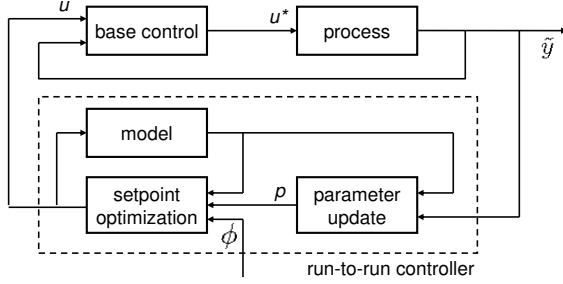 u
base control
u*
process
ỹ
model
setpoint
optimization
p
parameter
update
ϕ
run-to-run controller